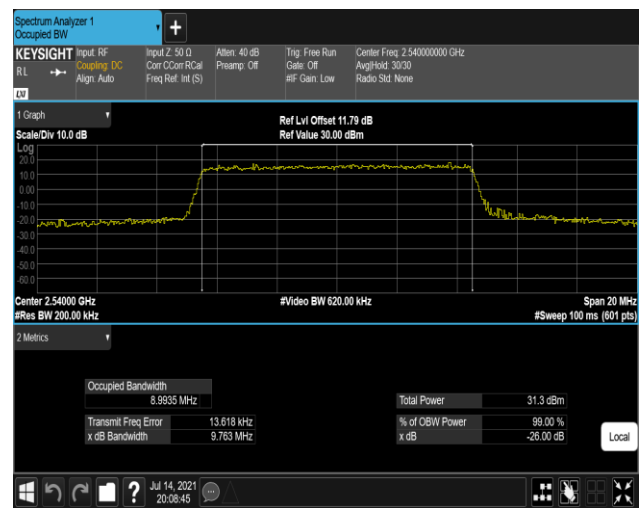 Spectrum Analyzer 1
Occupied BW
+
KEYSIGHT Input: RF Input Z: 50 Ω Atten: 40 dB Trig: Free Run Center Freq: 2.540000000 GHz
RL Coupling: DC Corr CCorr RCal Preamp: Off Gate: Off Avg|Hold: 30/30
Align: Auto Freq Ref: Int (S) #IF Gain: Low Radio Std: None
LXI
1 Graph
Ref Lvl Offset 11.79 dB
Scale/Div 10.0 dB Ref Value 30.00 dBm
Log
20.0
10.0
0.00
-10.0
-20.0
-30.0
-40.0
-50.0
-60.0
Center 2.54000 GHz #Video BW 620.00 kHz Span 20 MHz
#Res BW 200.00 kHz #Sweep 100 ms (601 pts)
2 Metrics
Occupied Bandwidth
8.9935 MHz Total Power 31.3 dBm
Transmit Freq Error 13.618 kHz % of OBW Power 99.00 %
x dB Bandwidth 9.763 MHz x dB -26.00 dB
Local
? Jul 14, 2021
20:08:45